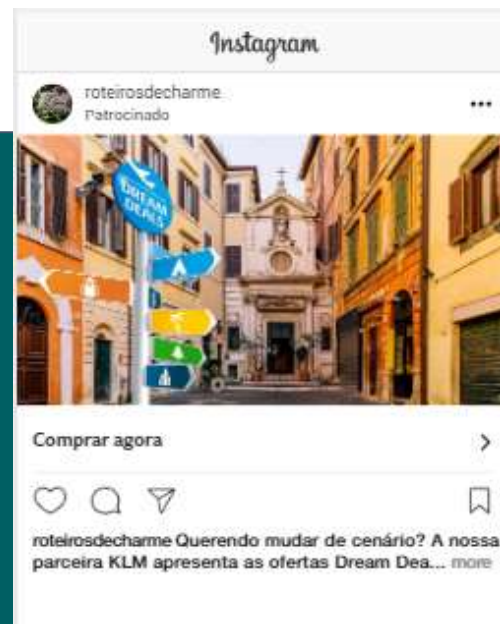 Instagram
roteirosdecharme
Patrocinado
DREAM
DEALS
Comprar agora
roteirosdecharme Querendo mudar de cenário? A nossa
parceira KLM apresenta as ofertas Dream Dea... more